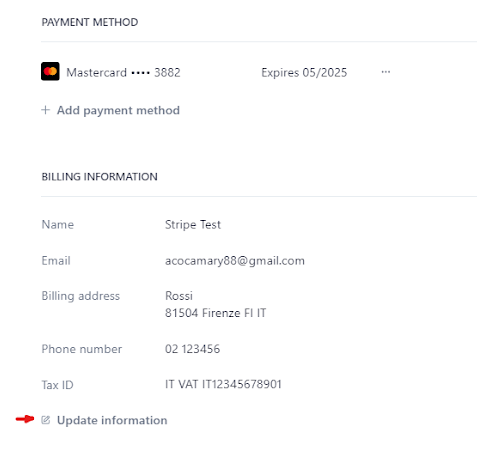 PAYMENT METHOD
Mastercard •••• 3882 Expires 05/2025 ···
+ Add payment method
BILLING INFORMATION
Name Stripe Test
Email acocamary88@gmail.com
Billing address Rossi
81504 Firenze FI IT
Phone number 02 123456
Tax ID IT VAT IT12345678901
Update information